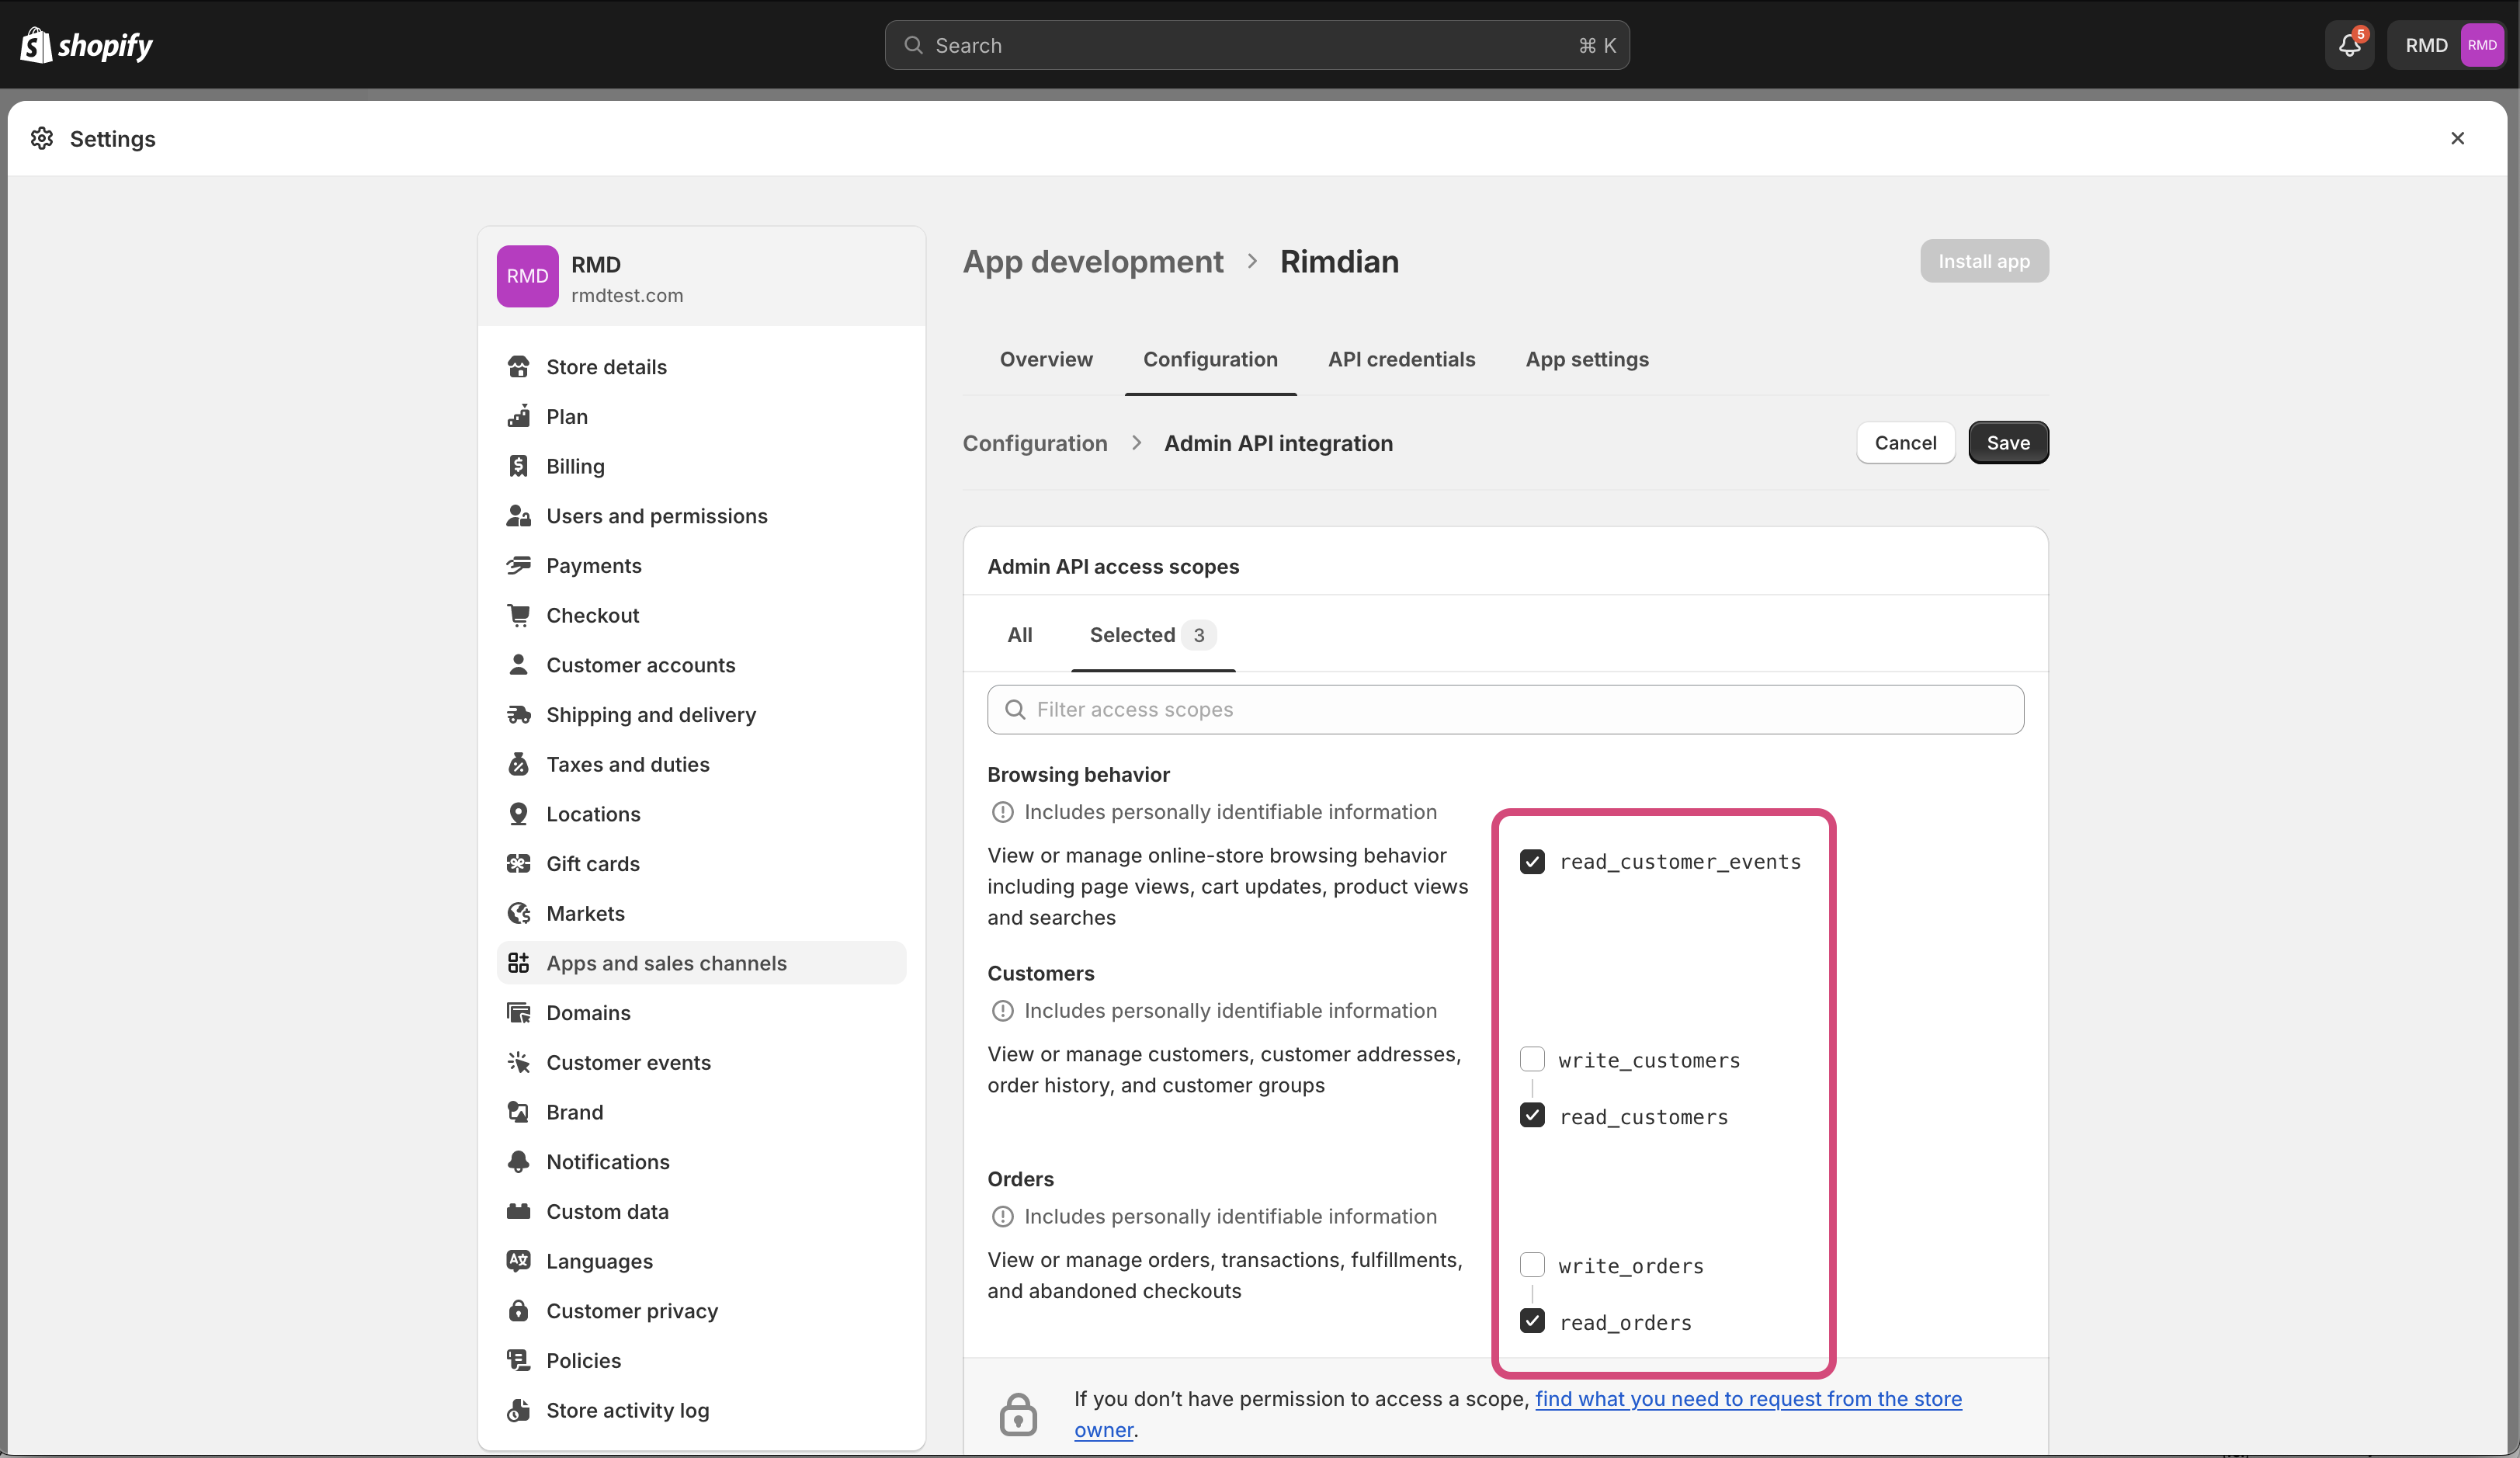 shopify
Search
⌘ K
5
RMD
RMD
Settings
RMD
RMD
rmdtest.com
Store details
Plan
Billing
Users and permissions
Payments
Checkout
Customer accounts
Shipping and delivery
Taxes and duties
Locations
Gift cards
Markets
Apps and sales channels
Domains
Customer events
Brand
Notifications
Custom data
Languages
Customer privacy
Policies
Store activity log
App development > Rimdian
Install app
Overview
Configuration
API credentials
App settings
Configuration > Admin API integration
Cancel
Save
Admin API access scopes
All
Selected 3
Filter access scopes
Browsing behavior
Includes personally identifiable information
View or manage online-store browsing behavior
including page views, cart updates, product views
and searches
read_customer_events
Customers
Includes personally identifiable information
View or manage customers, customer addresses,
order history, and customer groups
write_customers
read_customers
Orders
Includes personally identifiable information
View or manage orders, transactions, fulfillments,
and abandoned checkouts
write_orders
read_orders
If you don’t have permission to access a scope, find what you need to request from the store
owner.